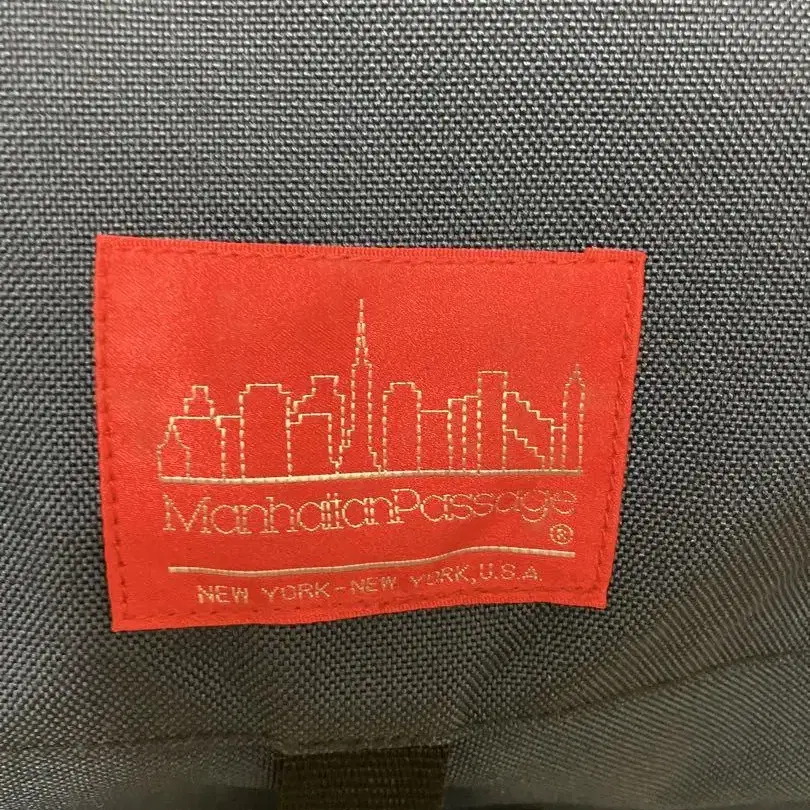 ManhattanPassage
®
NEW YORK-NEW YORK, U.S.A.